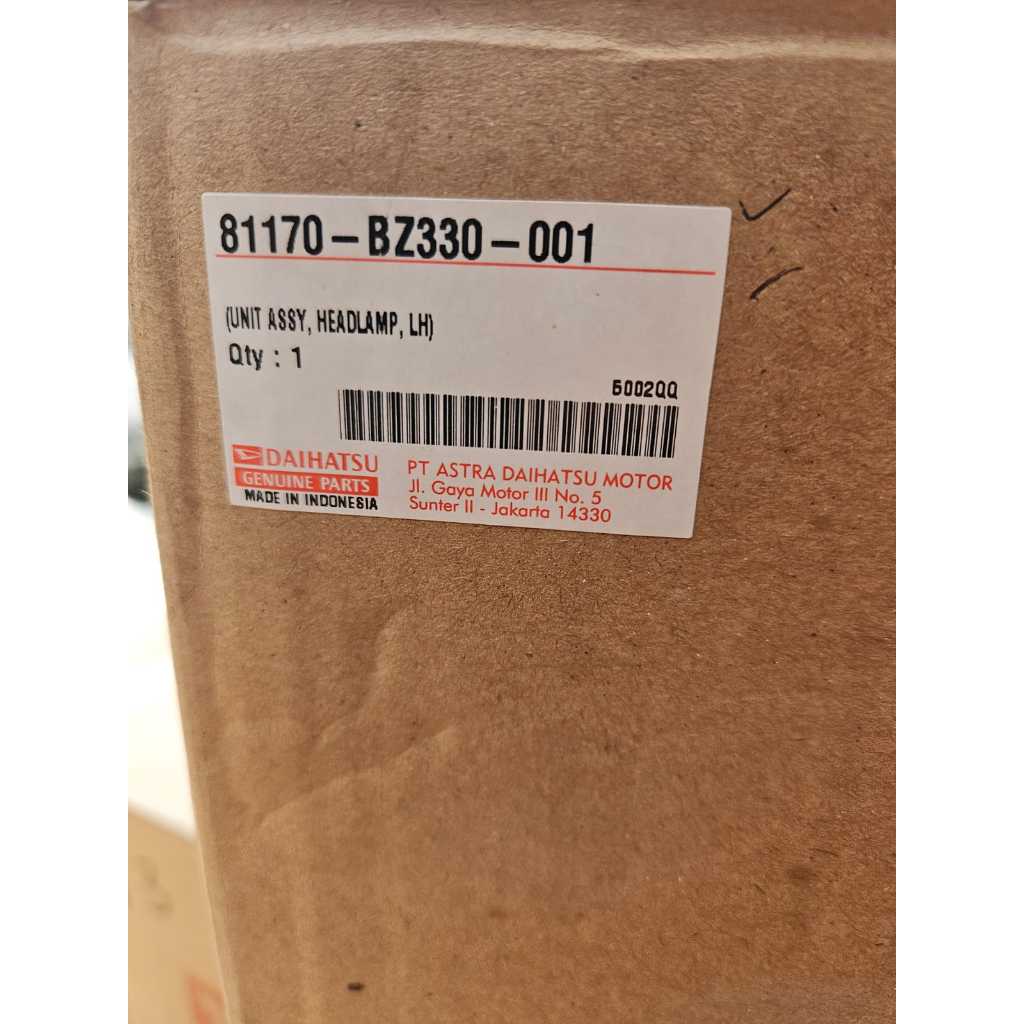 81170-BZ330-001
(UNIT ASSY, HEADLAMP, LH)
Qty : 1
5002QQ
DAIHATSU
GENUINE PARTS
MADE IN INDONESIA
PT ASTRA DAIHATSU MOTOR
Jl. Gaya Motor III No. 5
Sunter II - Jakarta 14330